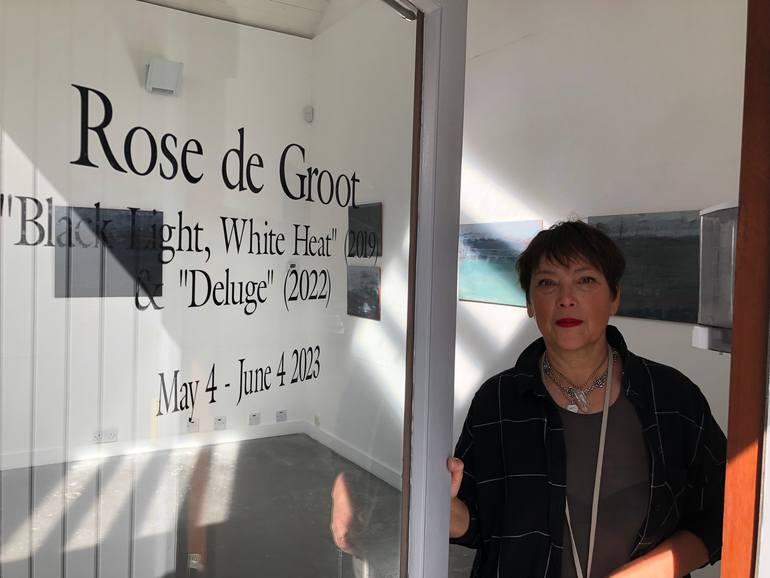 Rose de Groot
"Black Light, White Heat" (2019)
& "Deluge" (2022)
May 4 - June 4 2023